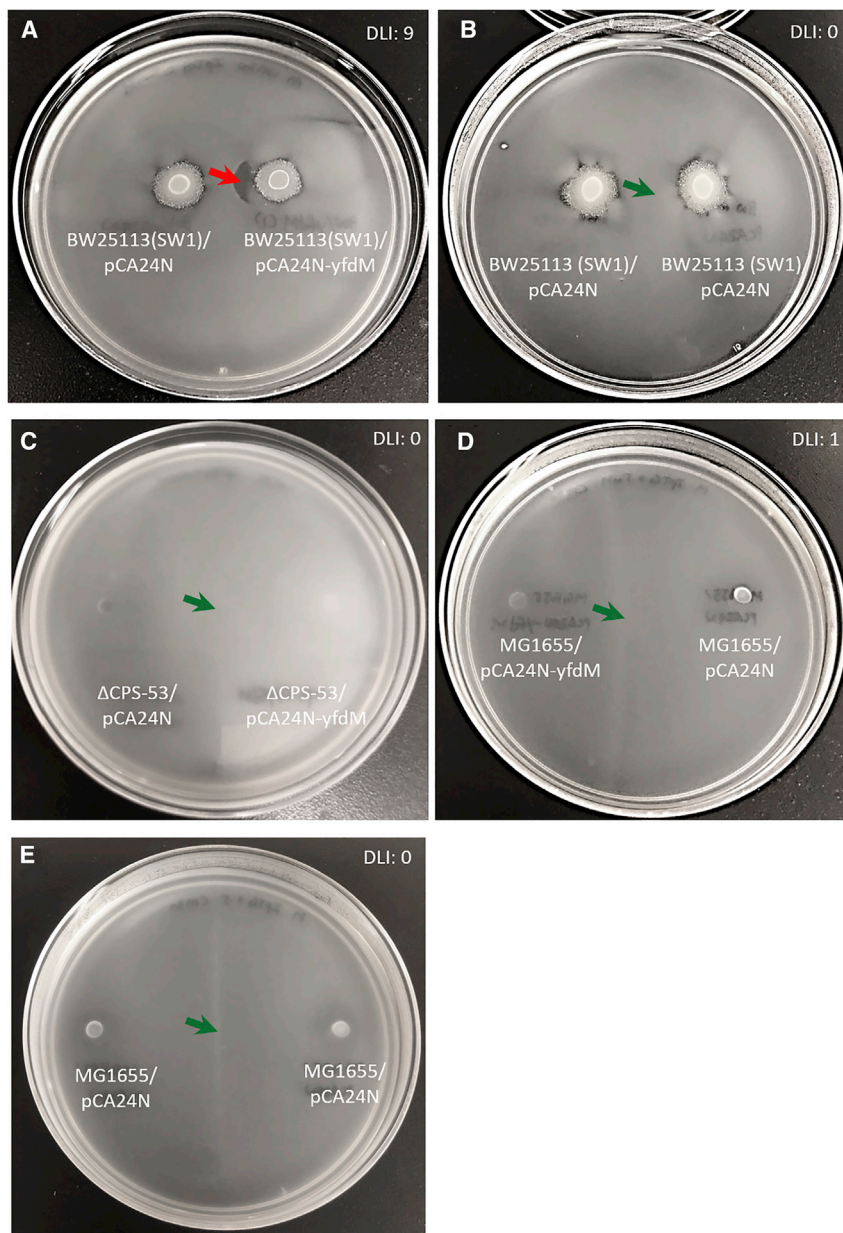 A
DLI: 9
BW25113(SW1)/
pCA24N
BW25113(SW1)/
pCA24N-yfdM
B
DLI: 0
BW25113 (SW1)/
pCA24N
BW25113 (SW1)
pCA24N
C
DLI: 0
ΔCPS-53/
pCA24N
ΔCPS-53/
pCA24N-yfdM
D
DLI: 1
MG1655/
pCA24N-yfdM
MG1655/
pCA24N
E
DLI: 0
MG1655/
pCA24N
MG1655/
pCA24N